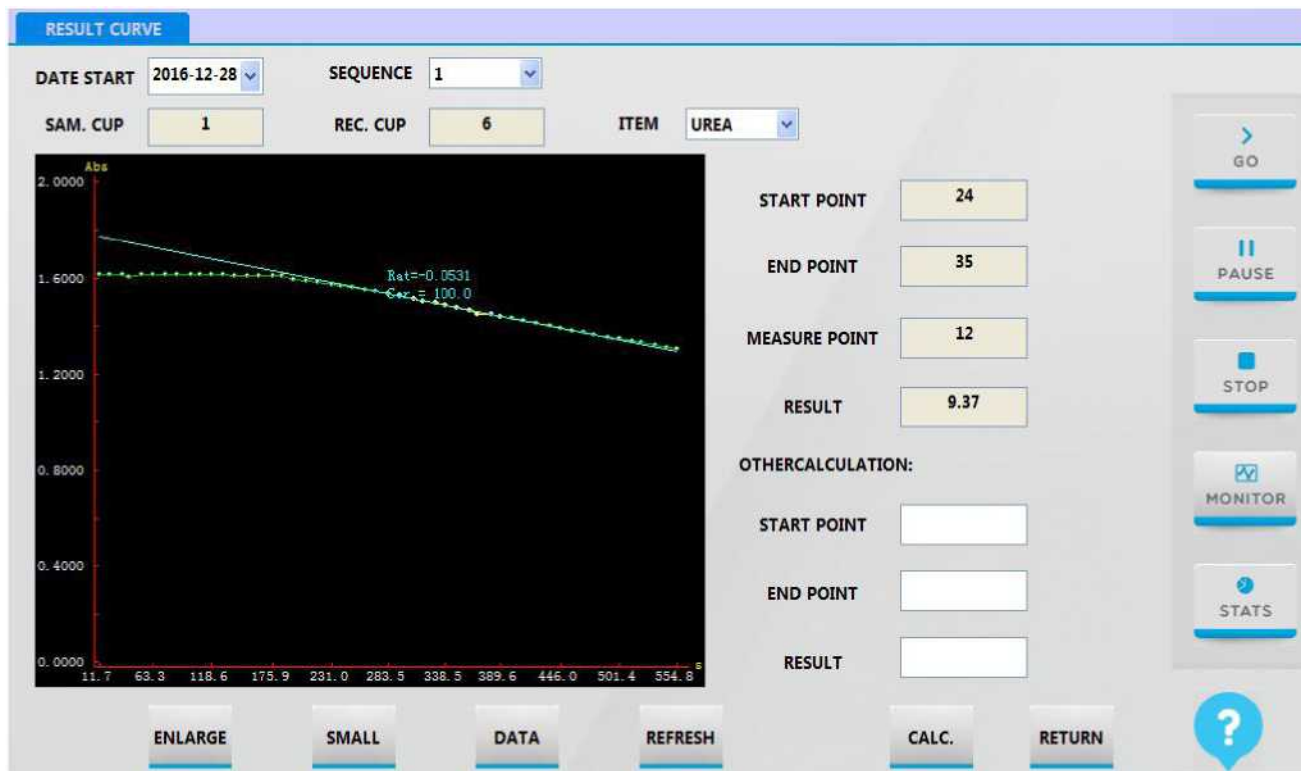 RESULT CURVE
DATE START 2016-12-28 SEQUENCE 1
SAM. CUP 1 REC. CUP 6 ITEM UREA
Abs
2.0000
1.6000
1.2000
0.8000
0.4000
0.0000
Rat=-0.0531
Cor = 100.0
11.7 63.3 118.6 175.9 231.0 283.5 338.5 389.6 446.0 501.4 554.8
s
START POINT 24
END POINT 35
MEASURE POINT 12
RESULT 9.37
OTHERCALCULATION:
START POINT
END POINT
RESULT
GO
PAUSE
STOP
MONITOR
STATS
ENLARGE SMALL DATA REFRESH CALC. RETURN
?